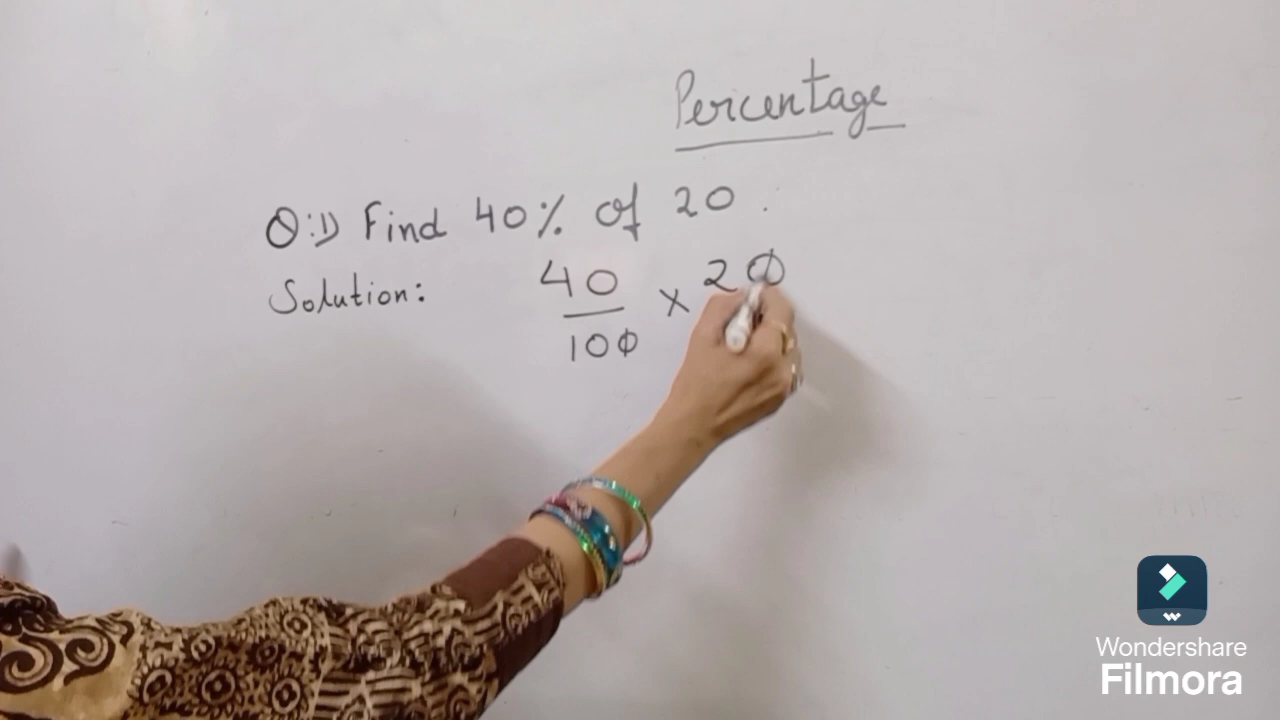 Percentage
Q:1) Find 40% of 20.
Solution: 40/100 × 20
Wondershare
Filmora